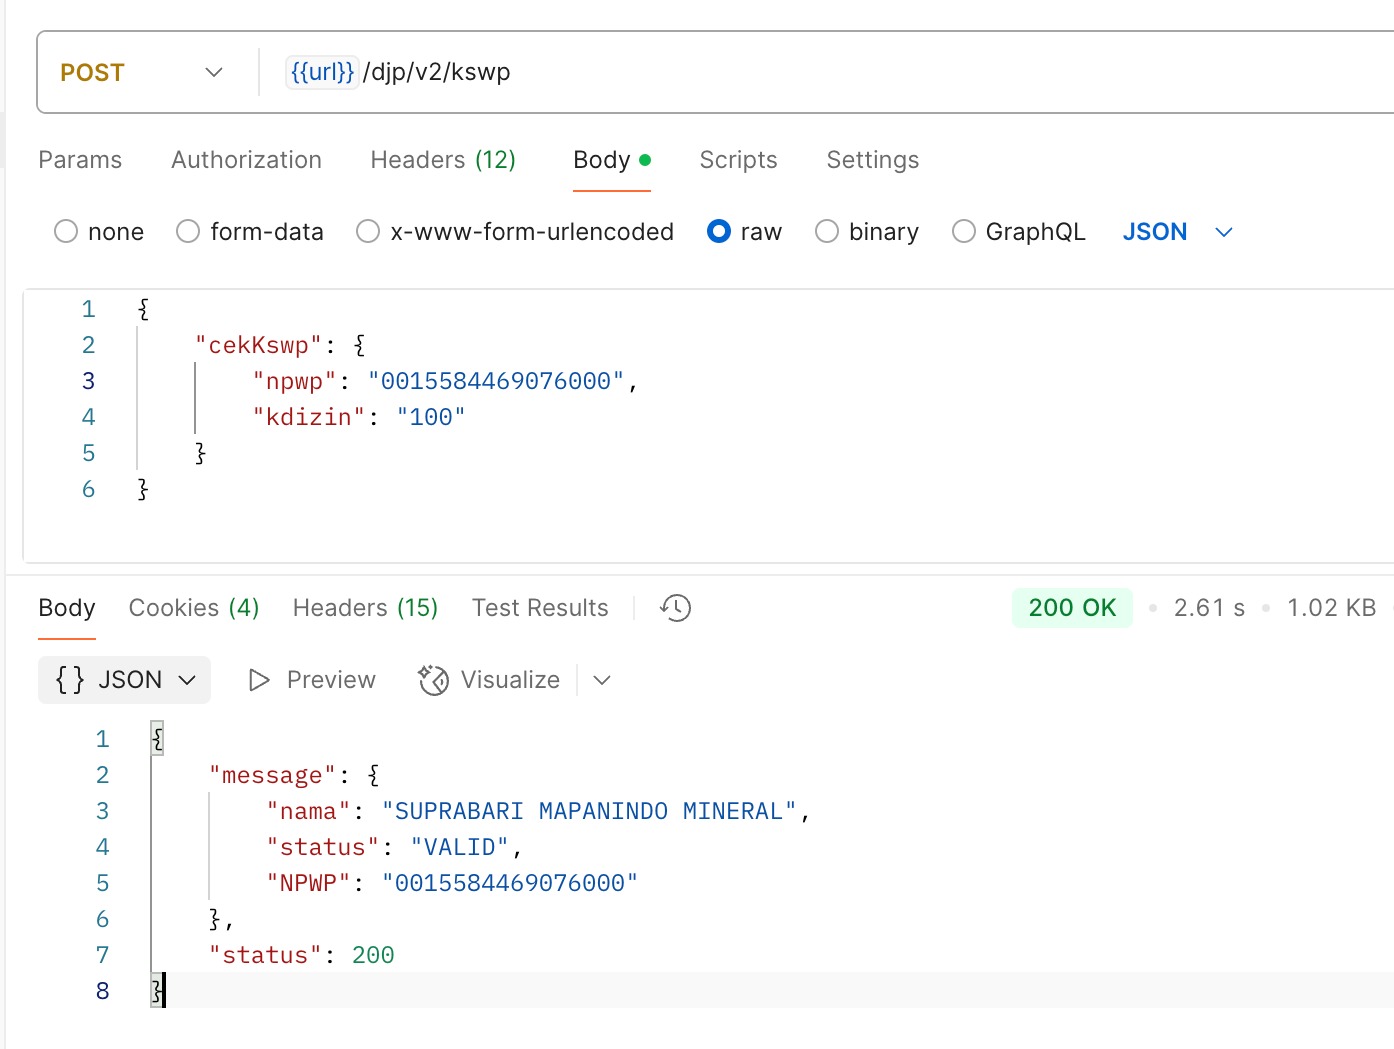 POST {{url}}/djp/v2/kswp
Params Authorization Headers (12) Body Scripts Settings
none form-data x-www-form-urlencoded raw binary GraphQL JSON
1 {
2 "cekKswp": {
3 "npwp": "0015584469076000",
4 "kdizin": "100"
5 }
6 }
Body Cookies (4) Headers (15) Test Results 200 OK • 2.61 s • 1.02 KB
{} JSON Preview Visualize
1 {
2 "message": {
3 "nama": "SUPRABARI MAPANINDO MINERAL",
4 "status": "VALID",
5 "NPWP": "0015584469076000"
6 },
7 "status": 200
8 }